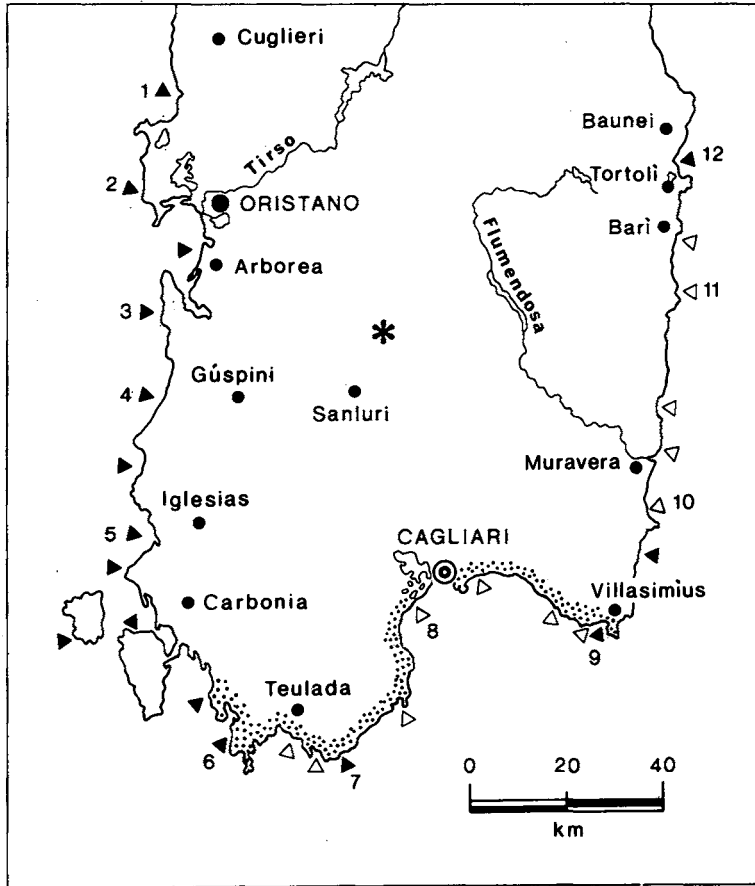 Cuglieri
1
Baunei
Tirso
12
Tortolì
2
ORISTANO
Flumendosa
Barì
Arborea
11
3
Gúspini
4
Sanluri
Muravera
Iglesias
10
5
CAGLIARI
Villasimìus
Carbonia
8
9
Teulada
6
7
0 20 40
km